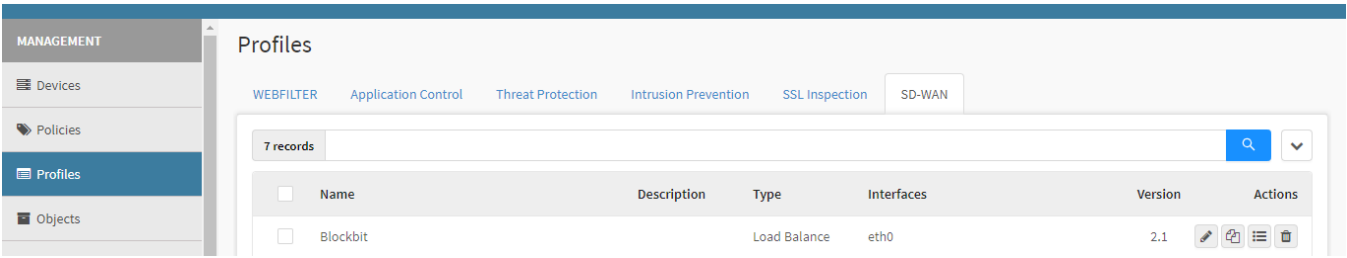 MANAGEMENT
Devices
Policies
Profiles
Objects
Profiles
WEBFILTER Application Control Threat Protection Intrusion Prevention SSL Inspection SD-WAN
7 records
Name Description Type Interfaces Version Actions
Blockbit Load Balance eth0 2.1